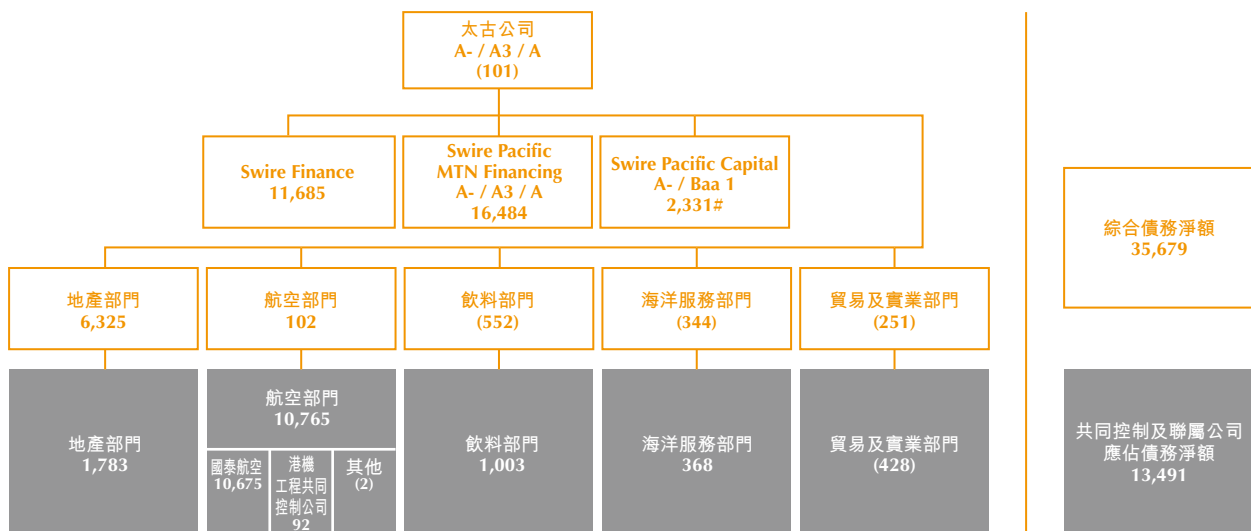 太古公司
A- / A3 / A
(101)
Swire Finance
11,685
Swire Pacific
MTN Financing
A- / A3 / A
16,484
Swire Pacific Capital
A- / Baa 1
2,331#
綜合債務淨額
35,679
地產部門
6,325
航空部門
102
飲料部門
(552)
海洋服務部門
(344)
貿易及實業部門
(251)
地產部門
1,783
航空部門
10,765
國泰航空
10,675
港機
工程共同
控制公司
92
其他
(2)
飲料部門
1,003
海洋服務部門
368
貿易及實業部門
(428)
共同控制及聯屬公司
應佔債務淨額
13,491